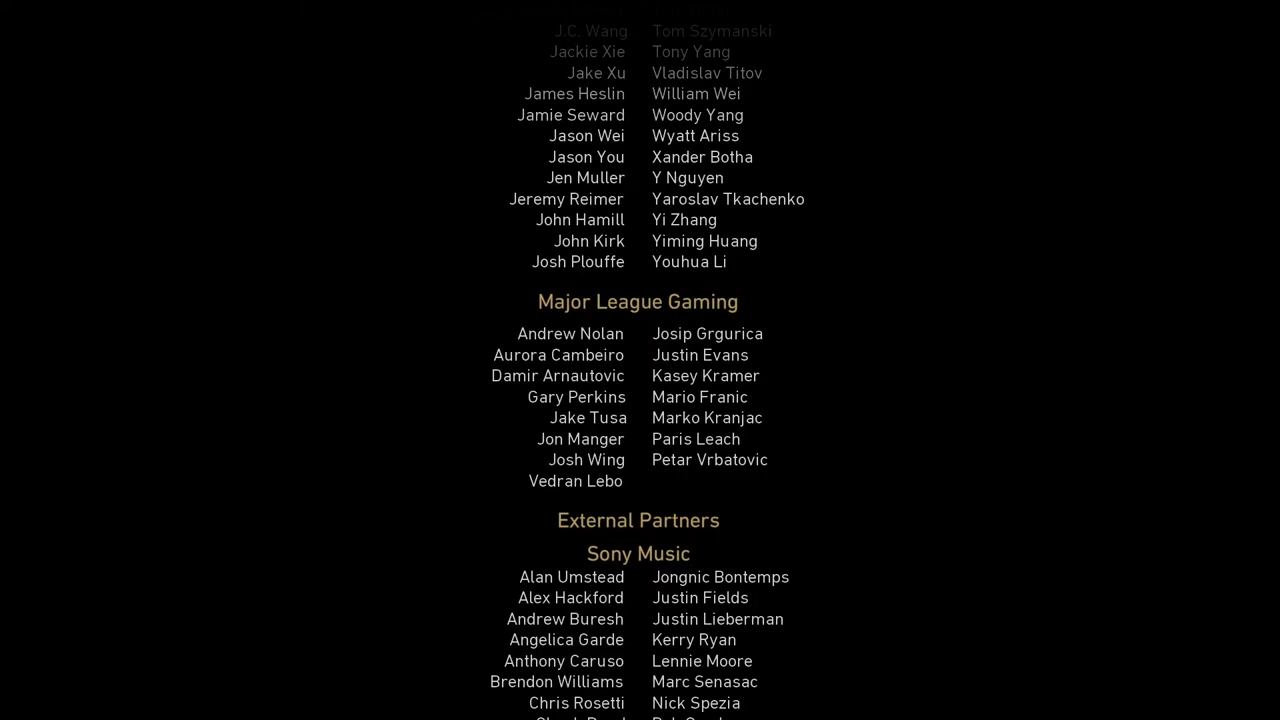 J.C. Wang Tom Szymanski
Jackie Xie Tony Yang
Jake Xu Vladislav Titov
James Heslin William Wei
Jamie Seward Woody Yang
Jason Wei Wyatt Ariss
Jason You Xander Botha
Jen Muller Y Nguyen
Jeremy Reimer Yaroslav Tkachenko
John Hamill Yi Zhang
John Kirk Yiming Huang
Josh Plouffe Youhua Li
Major League Gaming
Andrew Nolan Josip Grgurica
Aurora Cambeiro Justin Evans
Damir Arnautovic Kasey Kramer
Gary Perkins Mario Franic
Jake Tusa Marko Kranjac
Jon Manger Paris Leach
Josh Wing Petar Vrbatovic
Vedran Lebo
External Partners
Sony Music
Alan Umstead Jongnic Bontemps
Alex Hackford Justin Fields
Andrew Buresh Justin Lieberman
Angelica Garde Kerry Ryan
Anthony Caruso Lennie Moore
Brendon Williams Marc Senasac
Chris Rosetti Nick Spezia